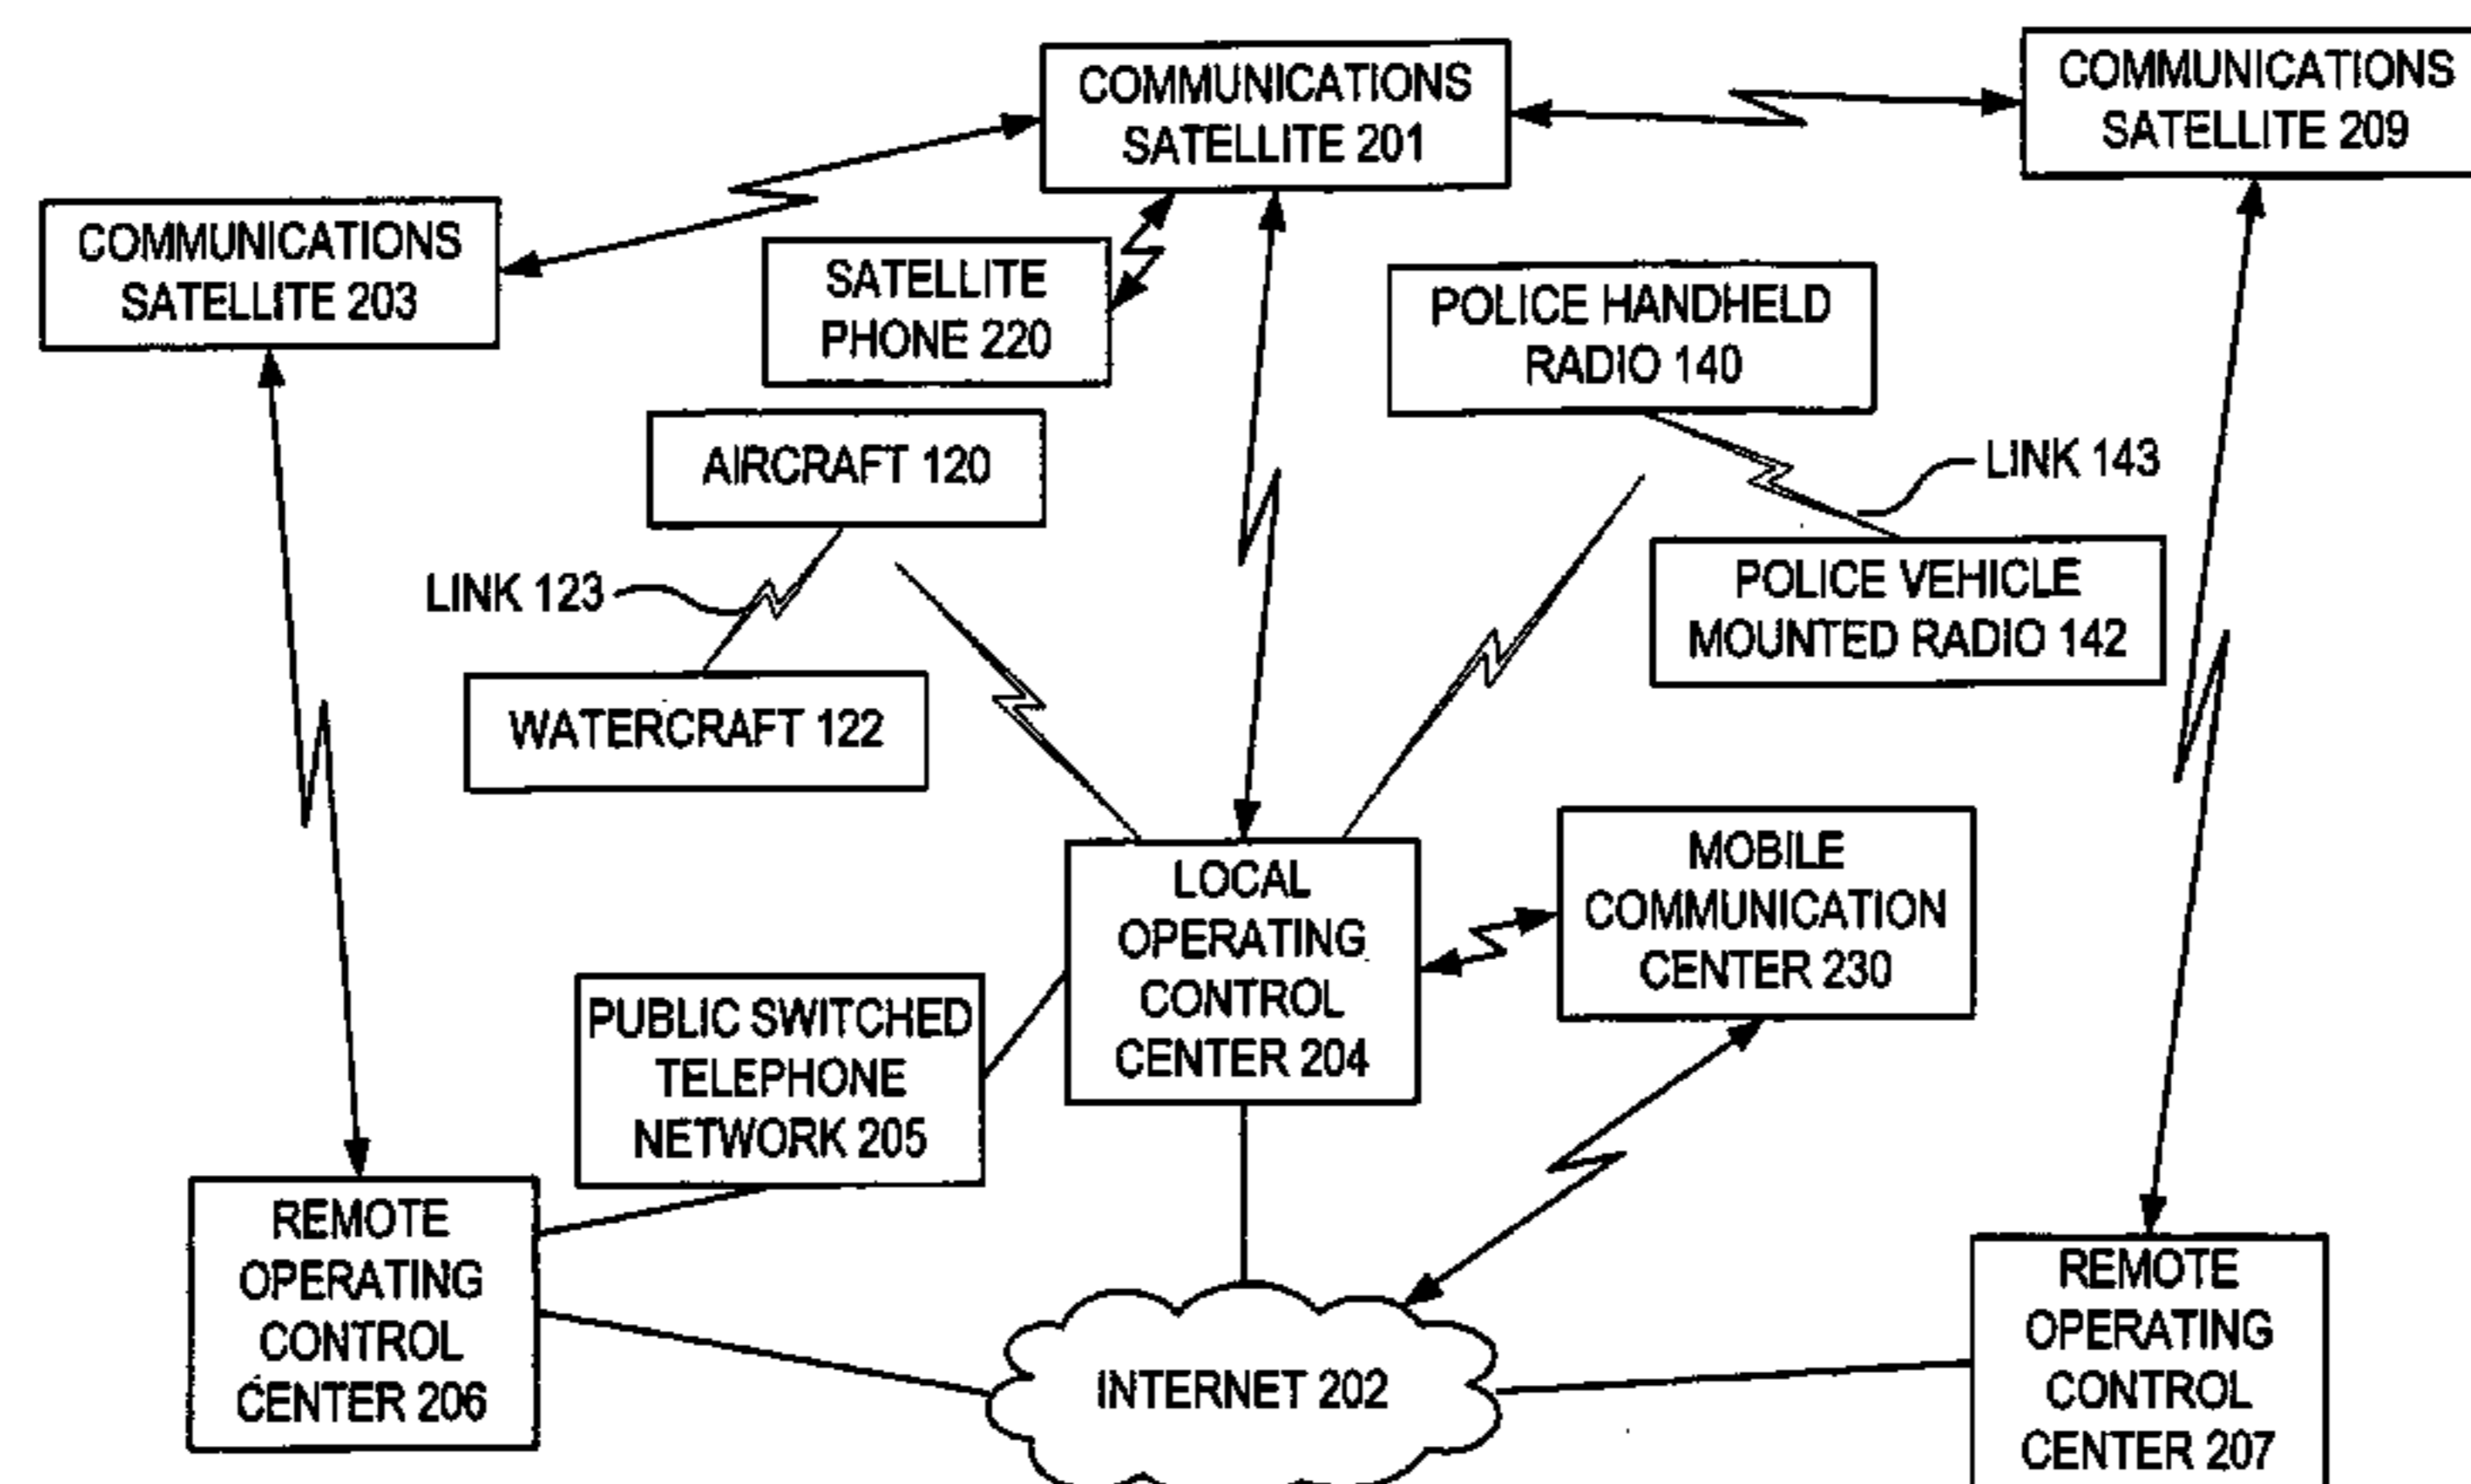 COMMUNICATIONS
SATELLITE 201
COMMUNICATIONS
SATELLITE 209
COMMUNICATIONS
SATELLITE 203
SATELLITE
PHONE 220
POLICE HANDHELD
RADIO 140
AIRCRAFT 120
LINK 143
LINK 123
POLICE VEHICLE
MOUNTED RADIO 142
WATERCRAFT 122
LOCAL
OPERATING
CONTROL
CENTER 204
MOBILE
COMMUNICATION
CENTER 230
PUBLIC SWITCHED
TELEPHONE
NETWORK 205
REMOTE
OPERATING
CONTROL
CENTER 206
INTERNET 202
REMOTE
OPERATING
CONTROL
CENTER 207